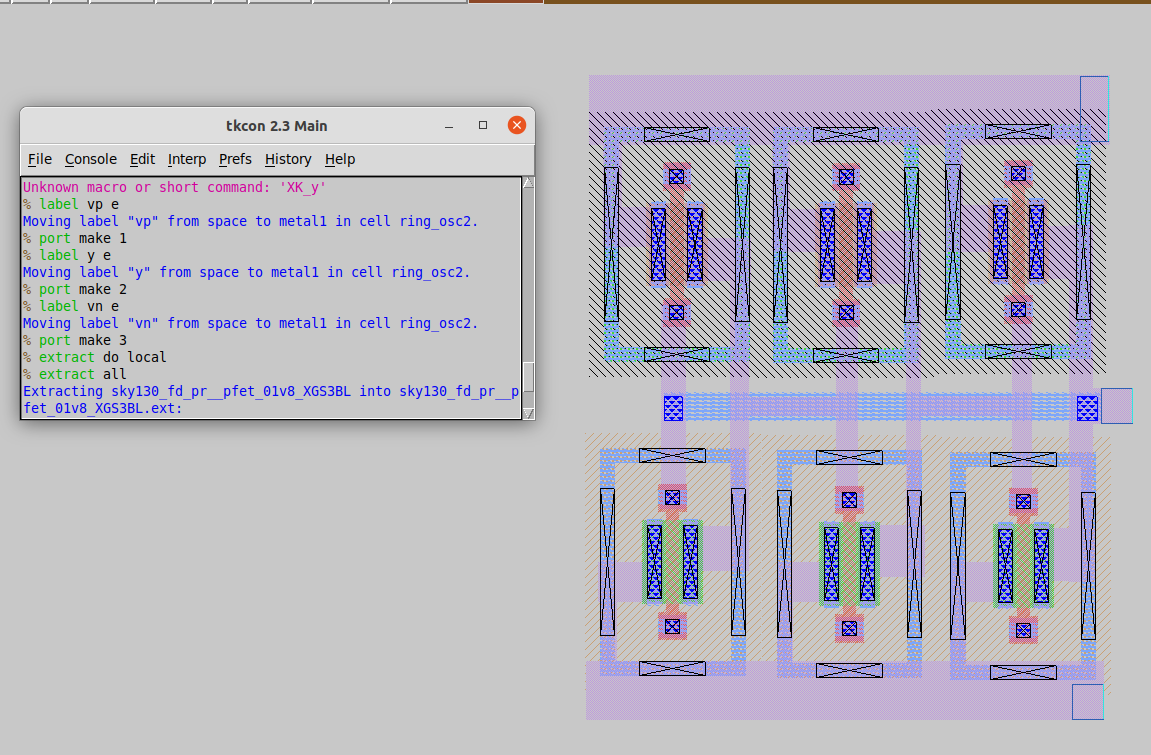 tkcon 2.3 Main
File Console Edit Interp Prefs History Help
Unknown macro or short command: 'XK_y'
% label vp e
Moving label "vp" from space to metal1 in cell ring_osc2.
% port make 1
% label y e
Moving label "y" from space to metal1 in cell ring_osc2.
% port make 2
% label vn e
Moving label "vn" from space to metal1 in cell ring_osc2.
% port make 3
% extract do local
% extract all
Extracting sky130_fd_pr__pfet_01v8_XGS3BL into sky130_fd_pr__p
fet_01v8_XGS3BL.ext: